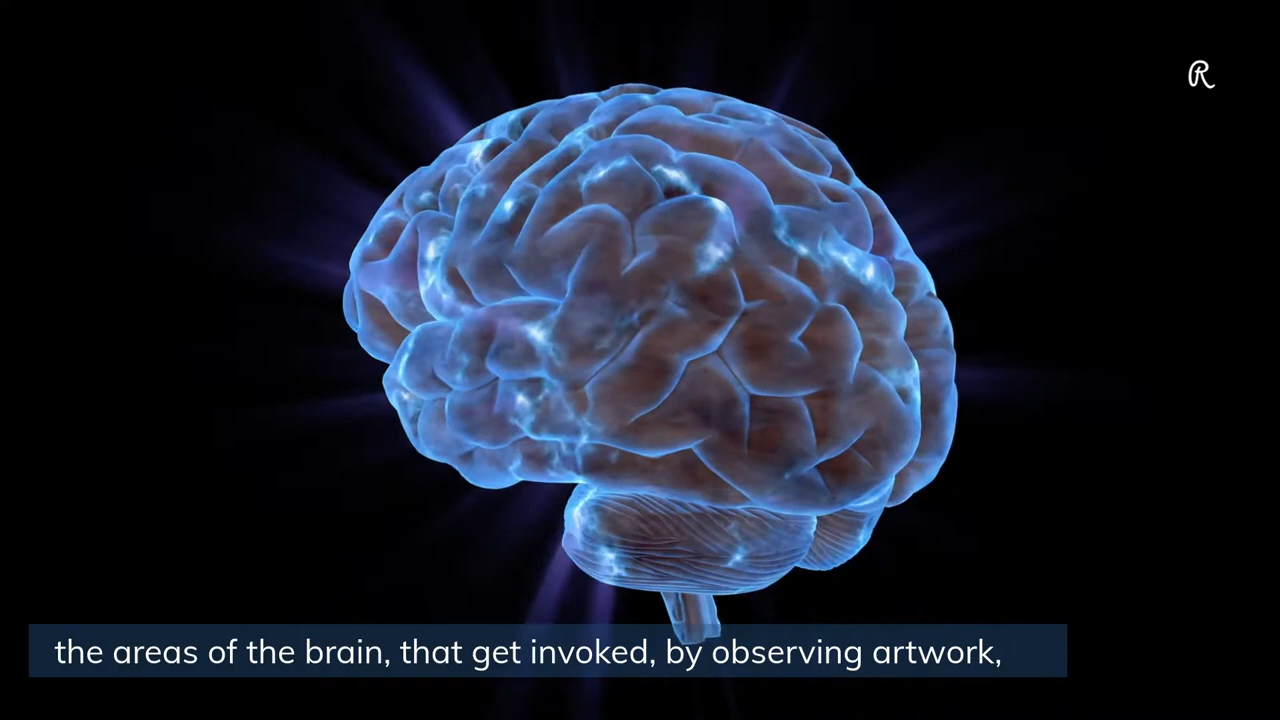 R
the areas of the brain, that get invoked, by observing artwork,